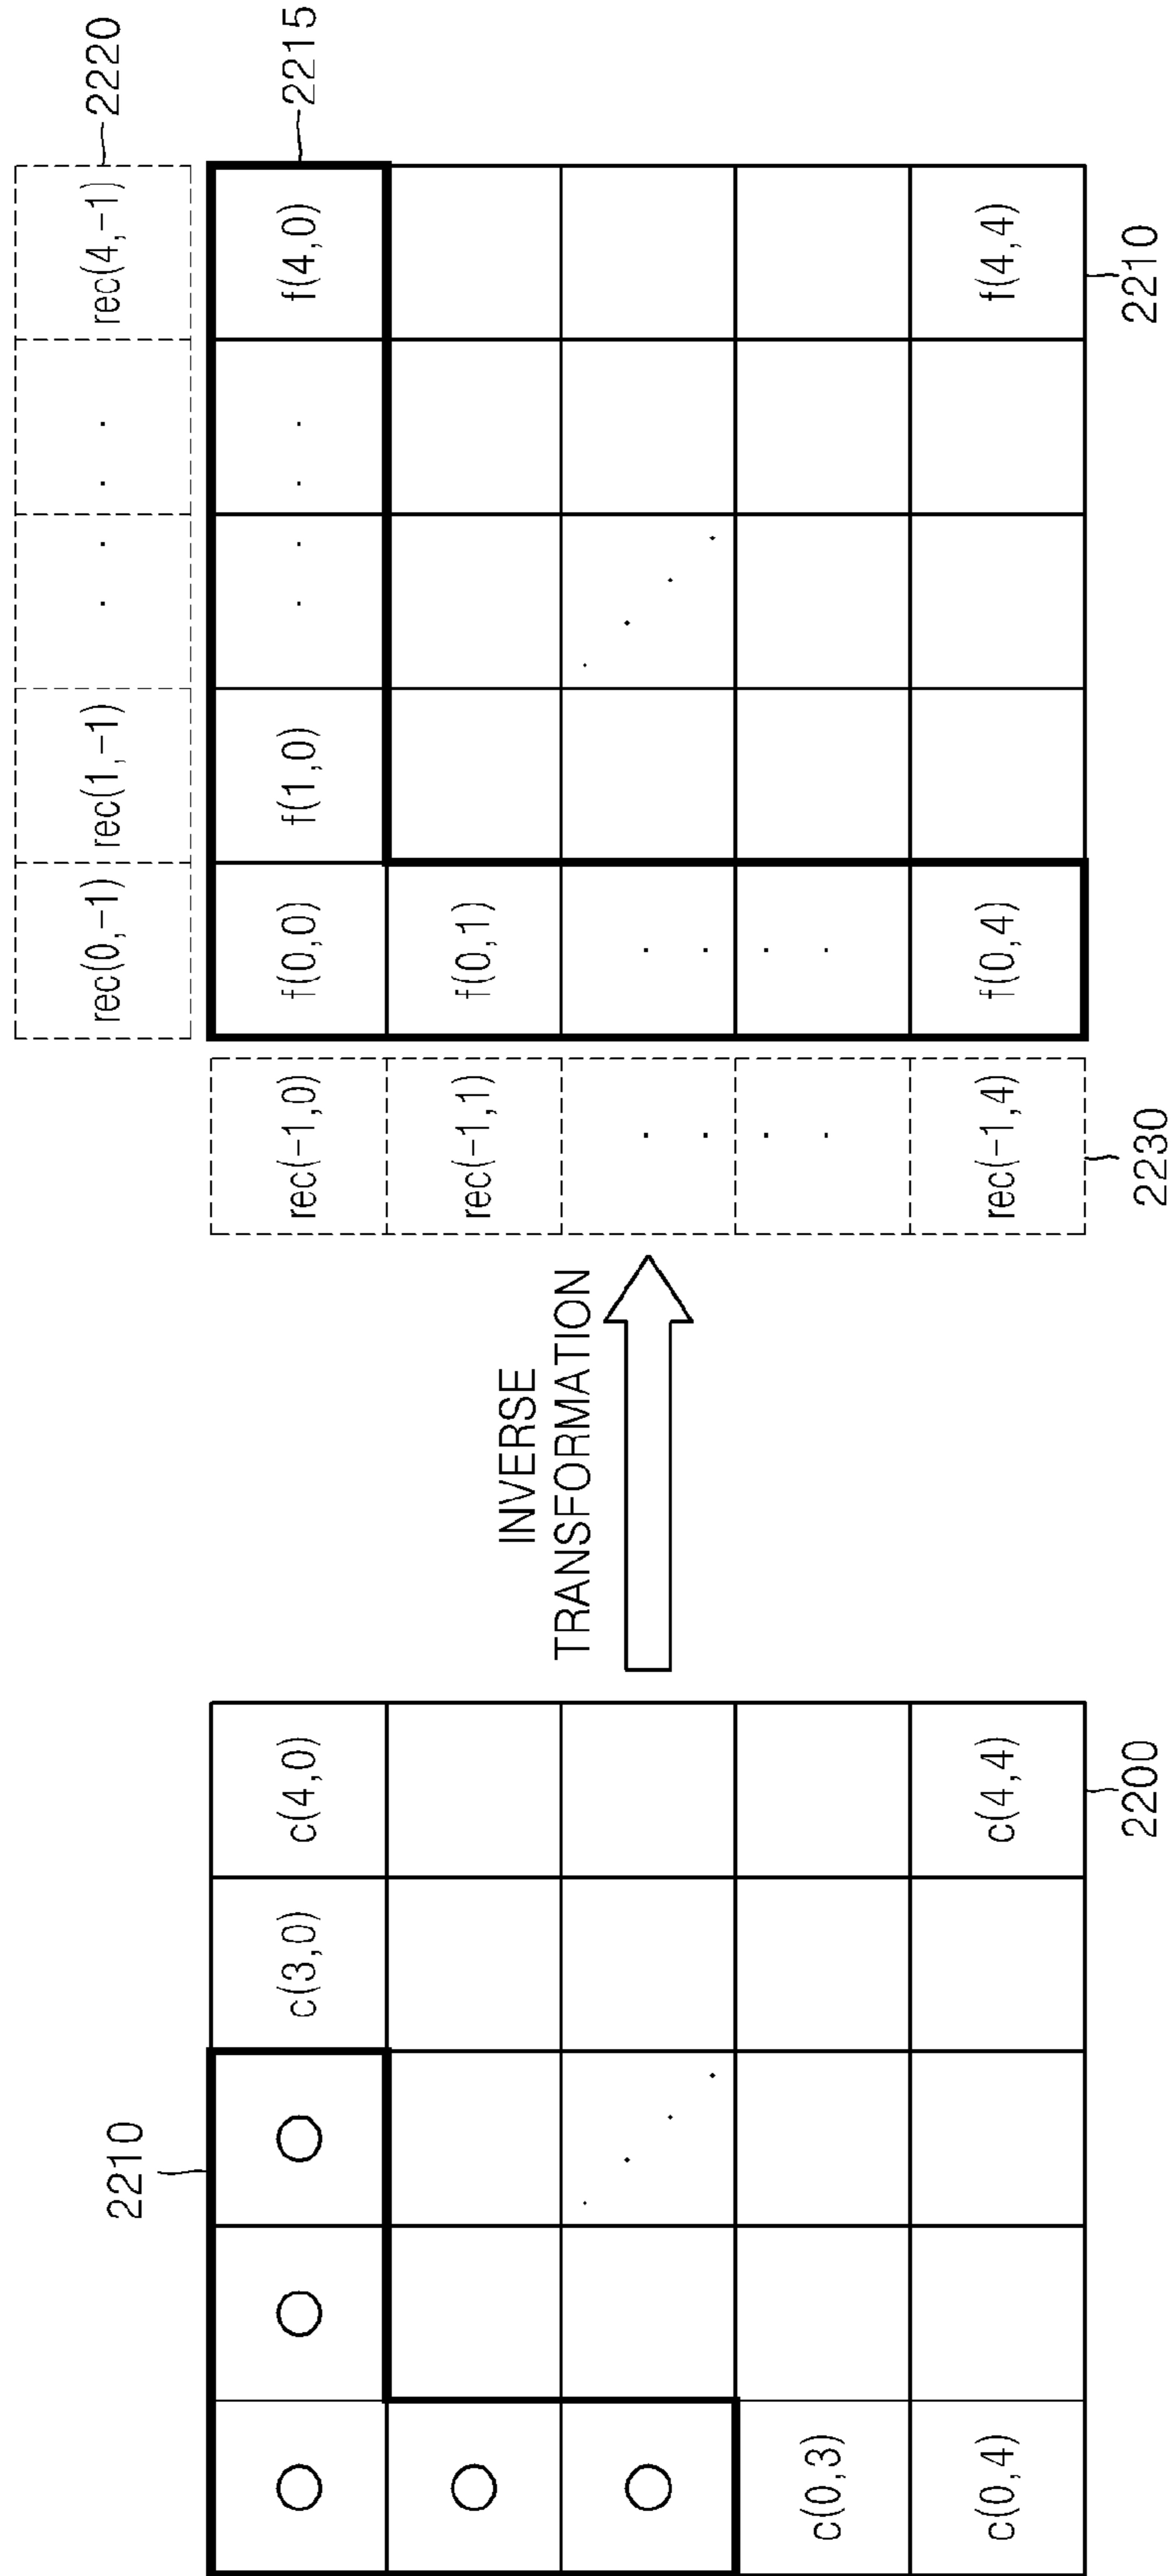 2210
c(3,0) c(4,0)
c(0,3)
c(0,4) c(4,4)
2200
INVERSE
TRANSFORMATION
rec(0,−1) rec(1,−1) . . . . rec(4,−1) 2220
rec(−1,0) f(0,0) f(1,0) . . . . f(4,0) 2215
rec(−1,1) f(0,1)
rec(−1,4) f(0,4) f(4,4)
2230 2210